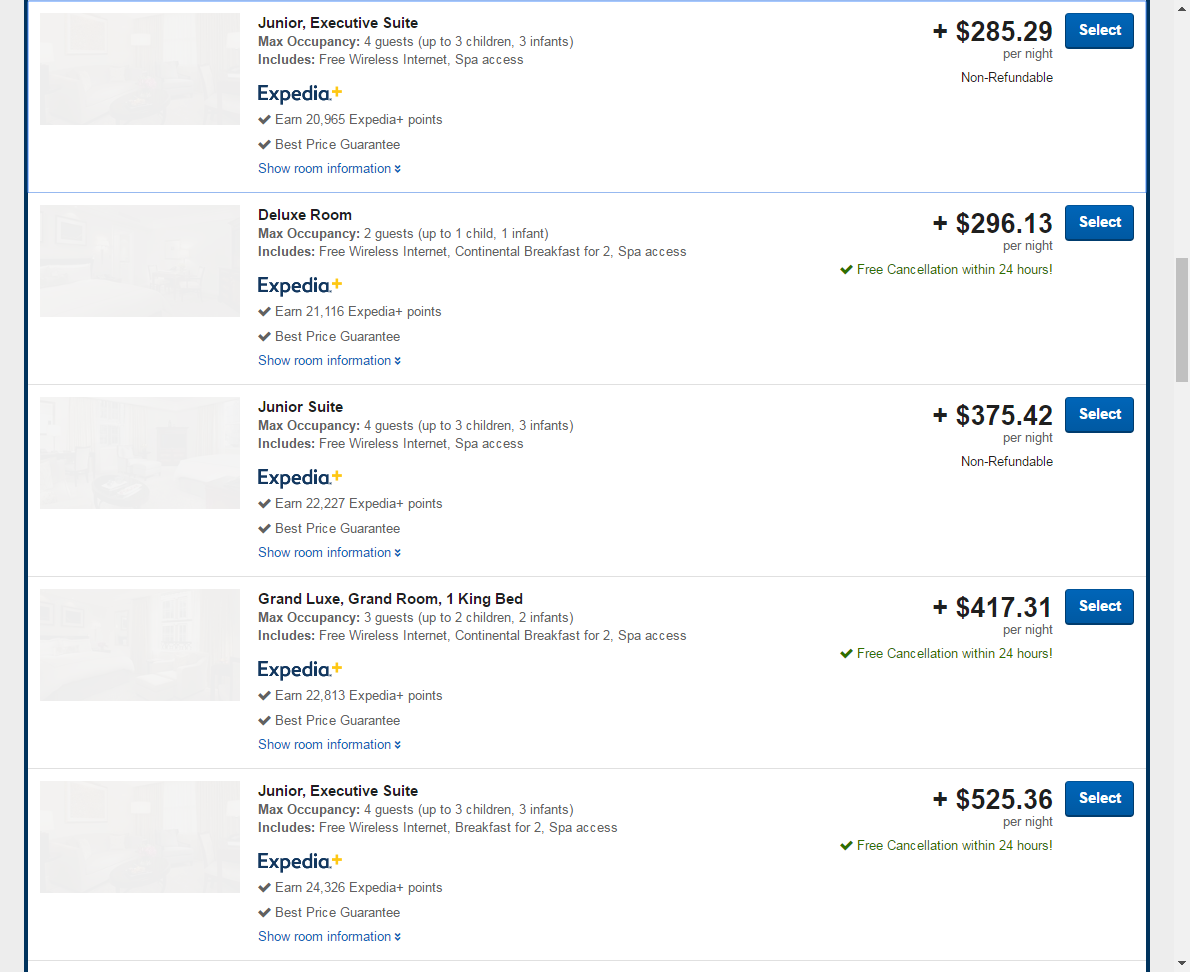 Junior, Executive Suite
Max Occupancy: 4 guests (up to 3 children, 3 infants)
Includes: Free Wireless Internet, Spa access
Expedia+
Earn 20,965 Expedia+ points
Best Price Guarantee
Show room information
+ $285.29
per night
Non-Refundable
Select
Deluxe Room
Max Occupancy: 2 guests (up to 1 child, 1 infant)
Includes: Free Wireless Internet, Continental Breakfast for 2, Spa access
Expedia+
Earn 21,116 Expedia+ points
Best Price Guarantee
Show room information
+ $296.13
per night
Free Cancellation within 24 hours!
Select
Junior Suite
Max Occupancy: 4 guests (up to 3 children, 3 infants)
Includes: Free Wireless Internet, Spa access
Expedia+
Earn 22,227 Expedia+ points
Best Price Guarantee
Show room information
+ $375.42
per night
Non-Refundable
Select
Grand Luxe, Grand Room, 1 King Bed
Max Occupancy: 3 guests (up to 2 children, 2 infants)
Includes: Free Wireless Internet, Continental Breakfast for 2, Spa access
Expedia+
Earn 22,813 Expedia+ points
Best Price Guarantee
Show room information
+ $417.31
per night
Free Cancellation within 24 hours!
Select
Junior, Executive Suite
Max Occupancy: 4 guests (up to 3 children, 3 infants)
Includes: Free Wireless Internet, Breakfast for 2, Spa access
Expedia+
Earn 24,326 Expedia+ points
Best Price Guarantee
Show room information
+ $525.36
per night
Free Cancellation within 24 hours!
Select